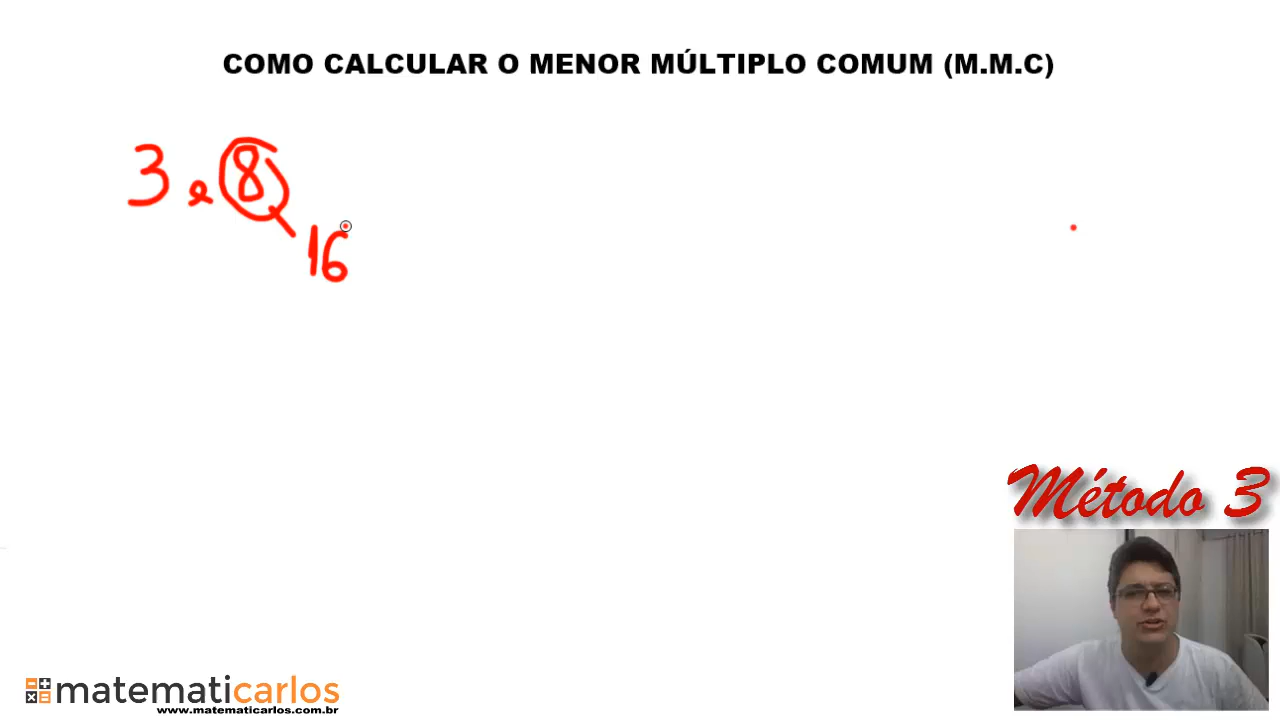 COMO CALCULAR O MENOR MÚLTIPLO COMUM (M.M.C)
3 e 8
16
Método 3
matematicarlos
www.matematicarlos.com.br